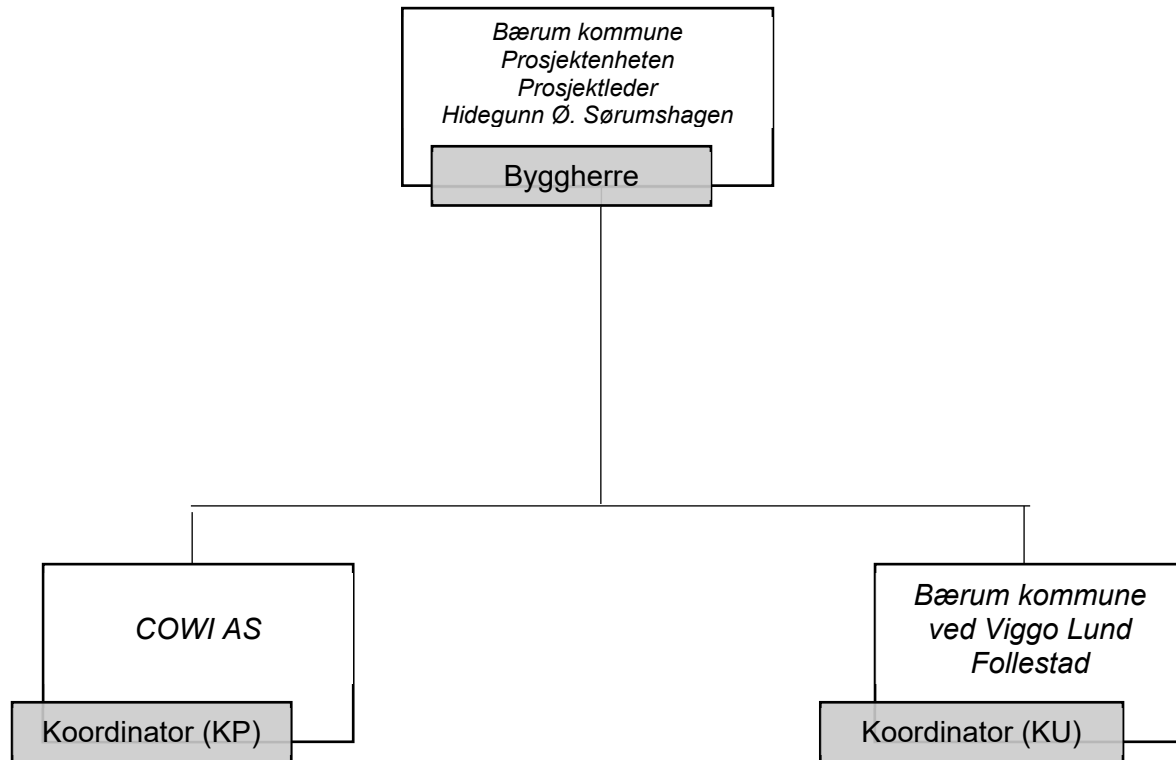 Bærum kommune
Prosjektenheten
Prosjektleder
Hidegunn Ø. Sørumshagen
Byggherre
COWI AS
Koordinator (KP)
Bærum kommune
ved Viggo Lund
Follestad
Koordinator (KU)